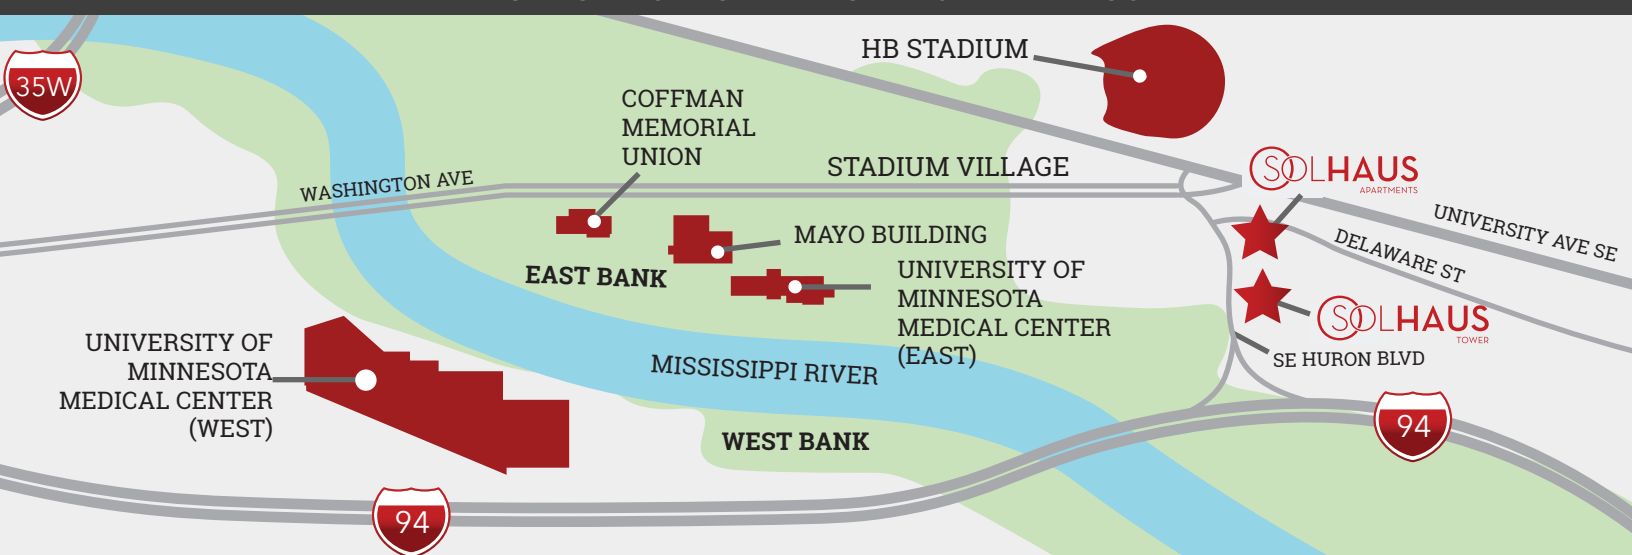 35W
HB STADIUM
COFFMAN
MEMORIAL
UNION
STADIUM VILLAGE
SOLHAUS
APARTMENTS
WASHINGTON AVE
UNIVERSITY AVE SE
DELAWARE ST
MAYO BUILDING
EAST BANK
UNIVERSITY OF
MINNESOTA
MEDICAL CENTER
(EAST)
SOLHAUS
TOWER
SE HURON BLVD
UNIVERSITY OF
MINNESOTA
MEDICAL CENTER
(WEST)
MISSISSIPPI RIVER
WEST BANK
94
94